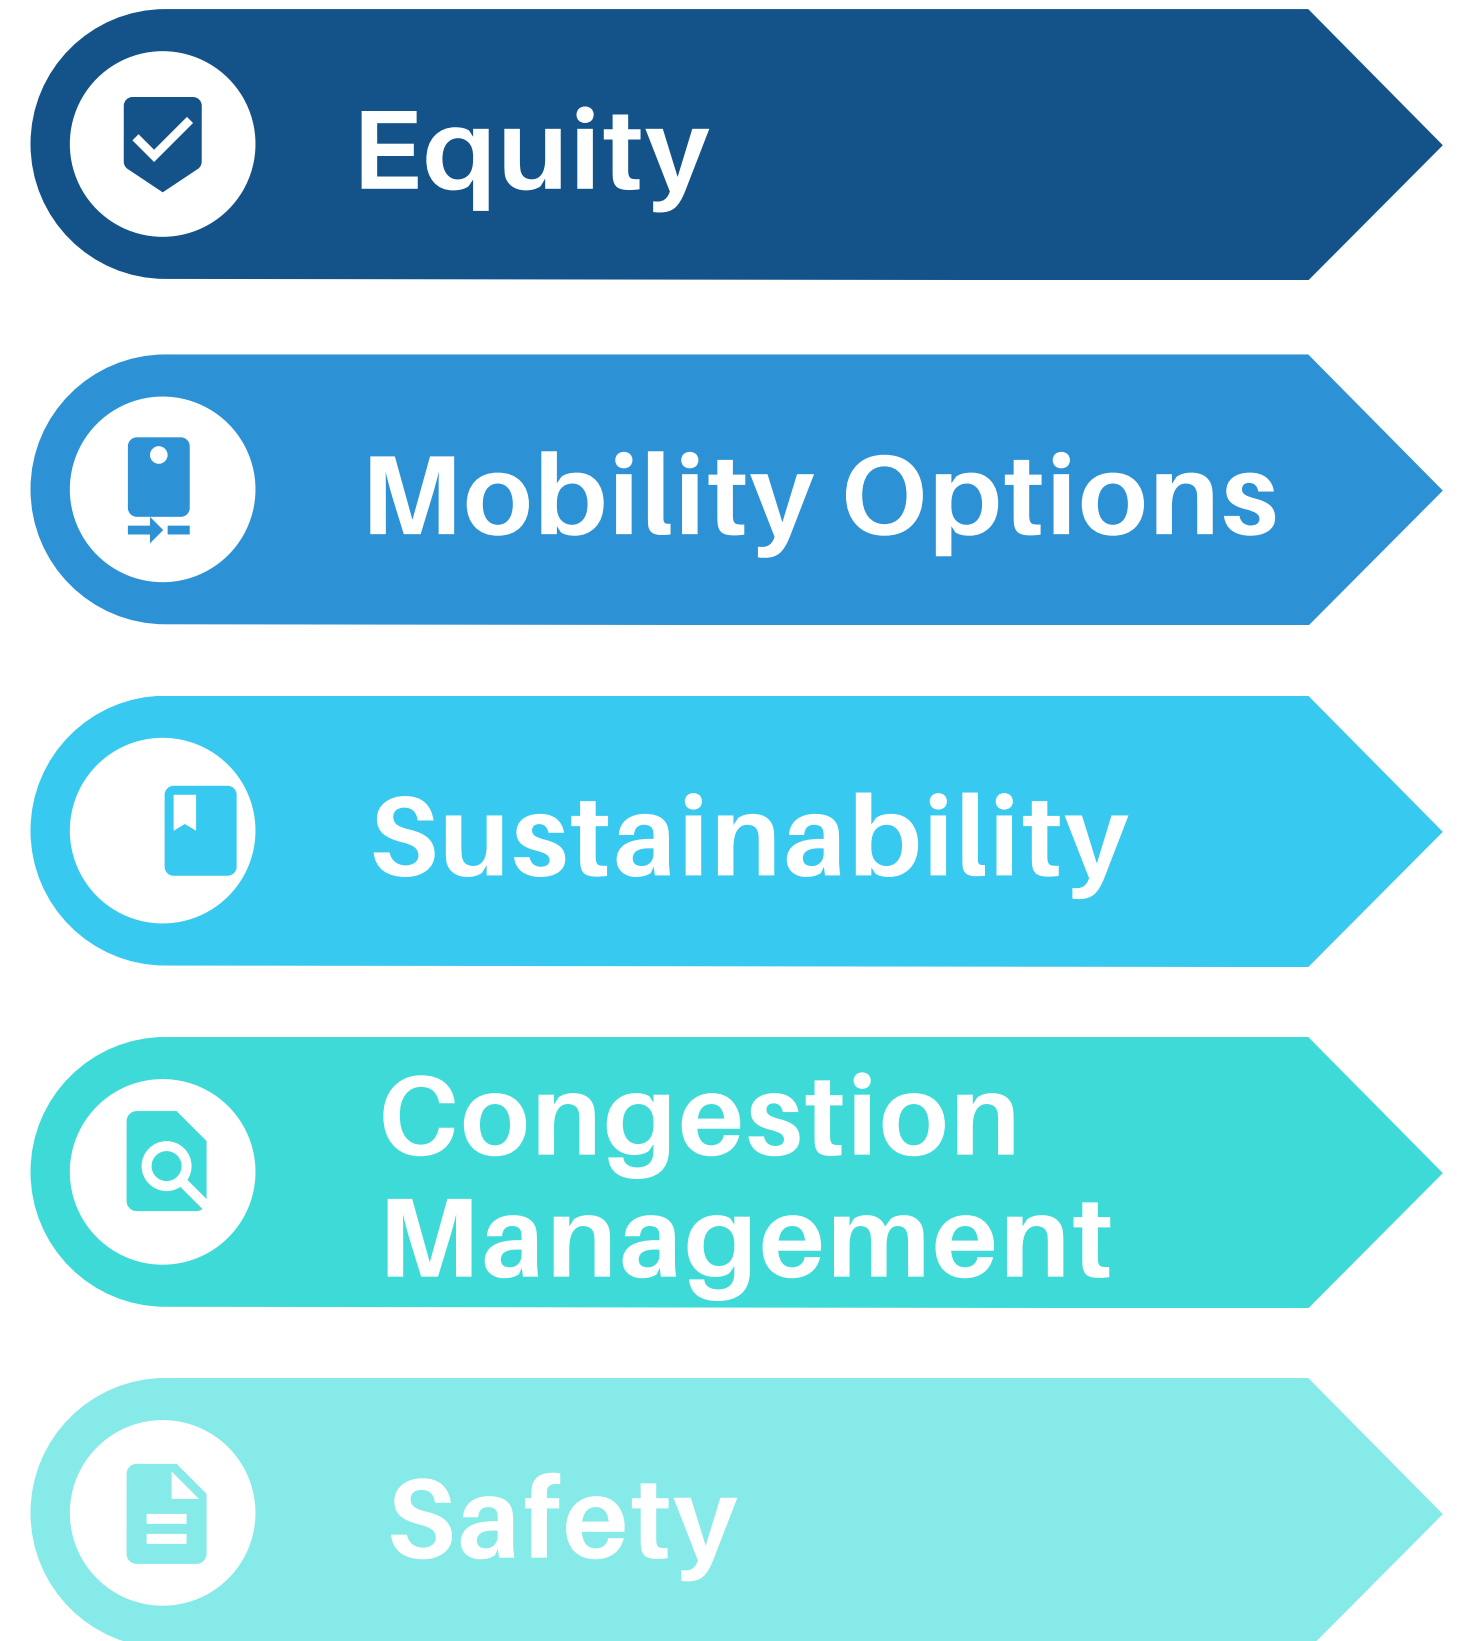 Equity
Mobility Options
Sustainability
Congestion
Management
Safety